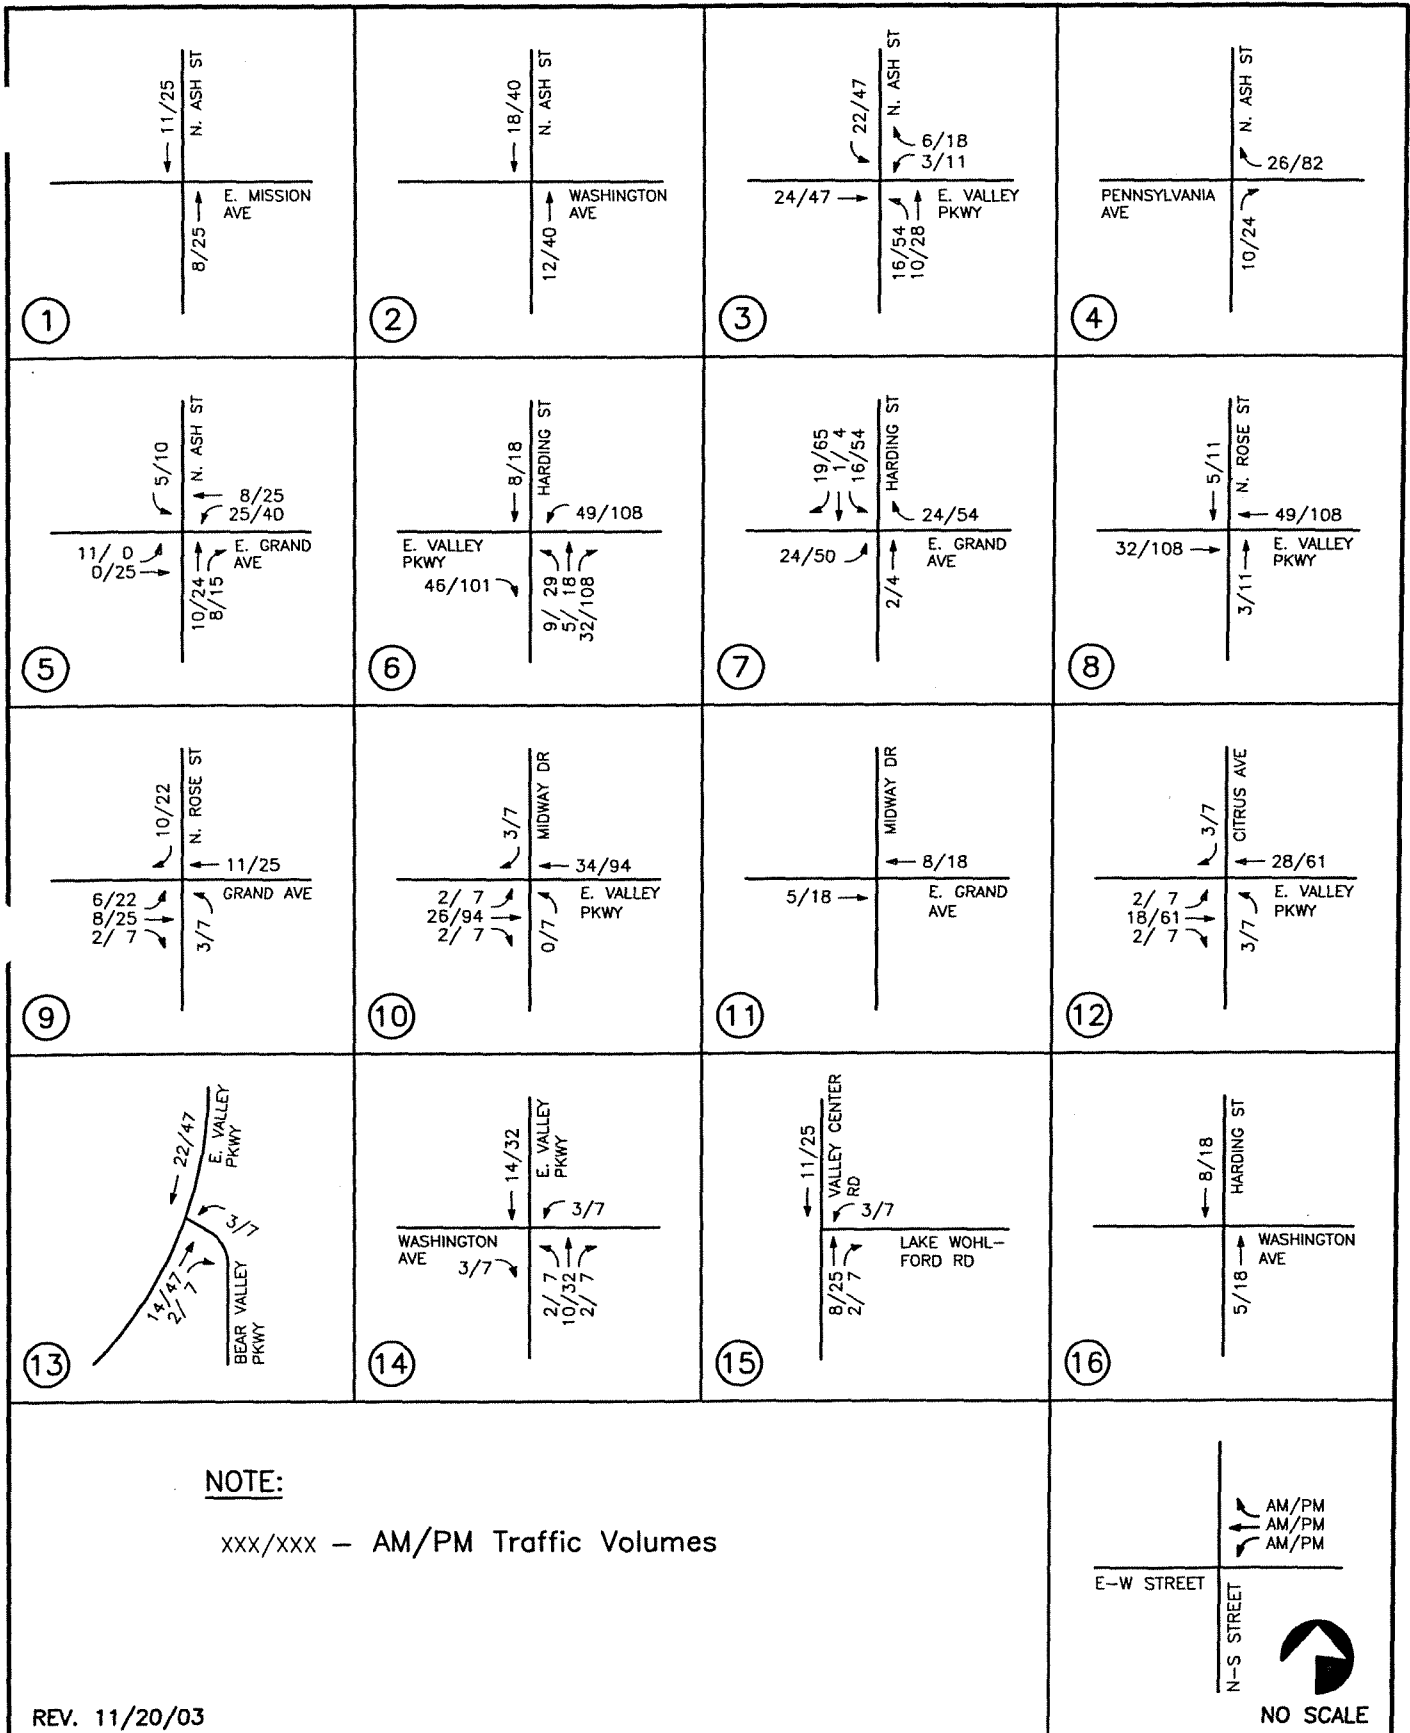 11/25
N. ASH ST
E. MISSION
AVE
8/25
1
18/40
N. ASH ST
WASHINGTON
AVE
12/40
2
22/47
N. ASH ST
6/18
3/11
24/47
E. VALLEY
PKWY
16/54
10/28
3
N. ASH ST
26/82
PENNSYLVANIA
AVE
10/24
4
5/10
N. ASH ST
8/25
25/40
11/ 0
0/25
E. GRAND
AVE
10/24
8/15
5
8/18
HARDING ST
49/108
E. VALLEY
PKWY
46/101
9/ 29
5/ 18
32/108
6
19/65
1/ 4
16/54
HARDING ST
24/54
24/50
E. GRAND
AVE
2/4
7
5/11
N. ROSE ST
49/108
32/108
E. VALLEY
PKWY
3/11
8
10/22
N. ROSE ST
11/25
GRAND AVE
6/22
8/25
2/ 7
3/7
9
3/7
MIDWAY DR
34/94
2/ 7
26/94
2/ 7
E. VALLEY
PKWY
0/7
10
MIDWAY DR
8/18
5/18
E. GRAND
AVE
11
3/7
CITRUS AVE
28/61
2/ 7
18/61
2/ 7
E. VALLEY
PKWY
3/7
12
22/47
E. VALLEY
PKWY
3/7
14/47
2/ 7
BEAR VALLEY
PKWY
13
14/32
E. VALLEY
PKWY
3/7
WASHINGTON
AVE
3/7
2/ 7
10/32
2/ 7
14
11/25
VALLEY CENTER
RD
3/7
LAKE WOHL-
FORD RD
8/25
2/ 7
15
8/18
HARDING ST
WASHINGTON
AVE
5/18
16
NOTE:
XXX/XXX – AM/PM Traffic Volumes
REV. 11/20/03
AM/PM
AM/PM
AM/PM
E-W STREET
N-S STREET
NO SCALE